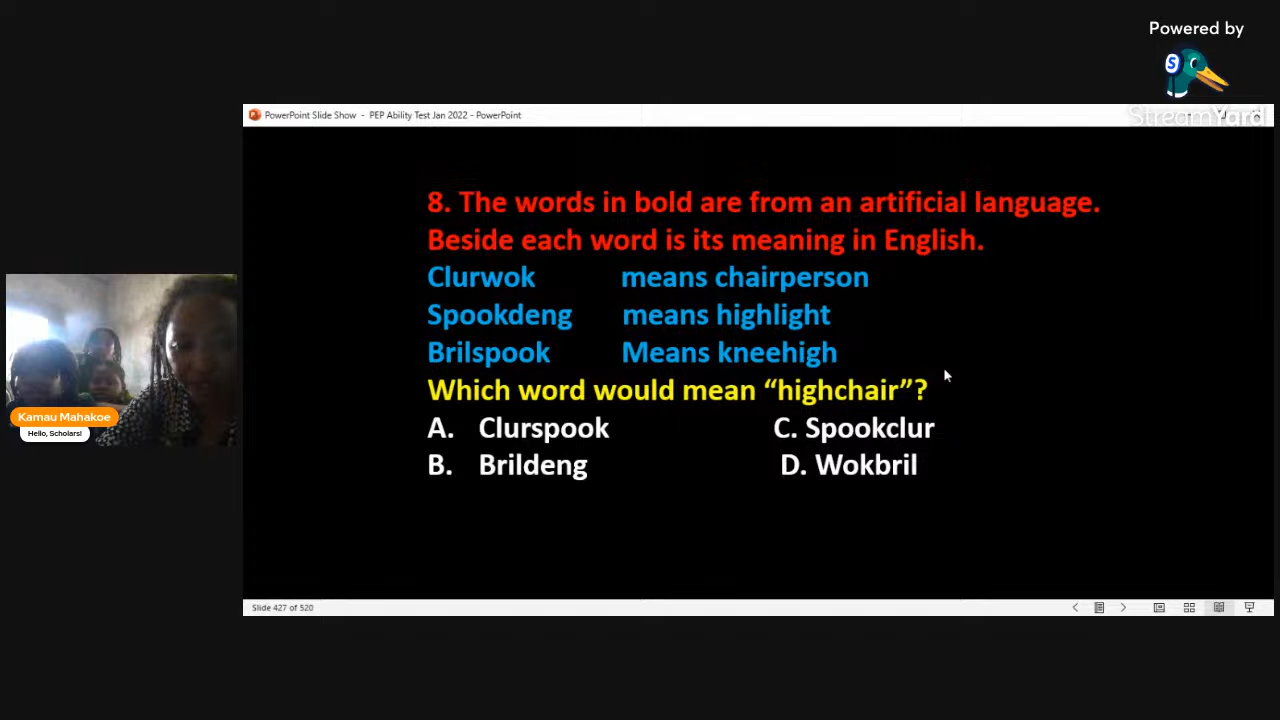 Powered by
StreamYard
PowerPoint Slide Show - PEP Ability Test Jan 2022 - PowerPoint
8. The words in bold are from an artificial language.
Beside each word is its meaning in English.
Clurwok means chairperson
Spookdeng means highlight
Brilspook Means kneehigh
Which word would mean “highchair”?
A. Clurspook C. Spookclur
B. Brildeng D. Wokbril
Kamau Mahakoe
Hello, Scholars!
Slide 427 of 520